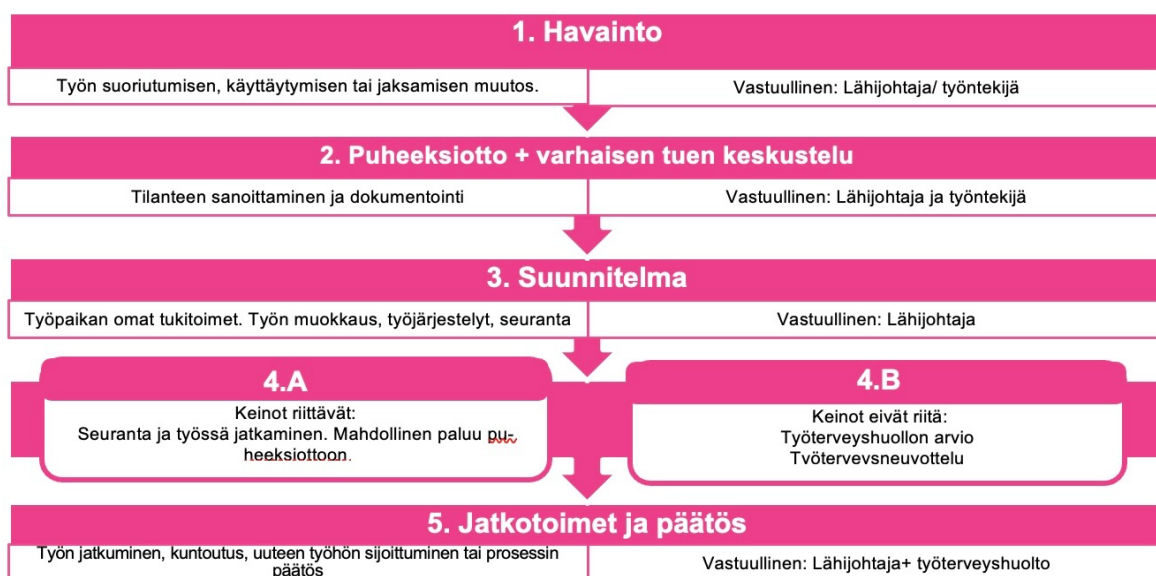 1. Havainto
Työn suoriutumisen, käyttäytymisen tai jaksamisen muutos.
Vastuullinen: Lähijohtaja/ työntekijä
2. Puheeksiotto + varhaisen tuen keskustelu
Tilanteen sanoittaminen ja dokumentointi
Vastuullinen: Lähijohtaja ja työntekijä
3. Suunnitelma
Työpaikan omat tukitoimet. Työn muokkaus, työjärjestelyt, seuranta
Vastuullinen: Lähijohtaja
4.A
Keinot riittävät:
Seuranta ja työssä jatkaminen. Mahdollinen paluu pu-
heeksiottoon.
4.B
Keinot eivät riitä:
Työterveyshuollon arvio
Työterveysneuvottelu
5. Jatkotoimet ja päätös
Työn jatkuminen, kuntoutus, uuteen työhön sijoittuminen tai prosessin
päätös
Vastuullinen: Lähijohtaja+ työterveyshuolto